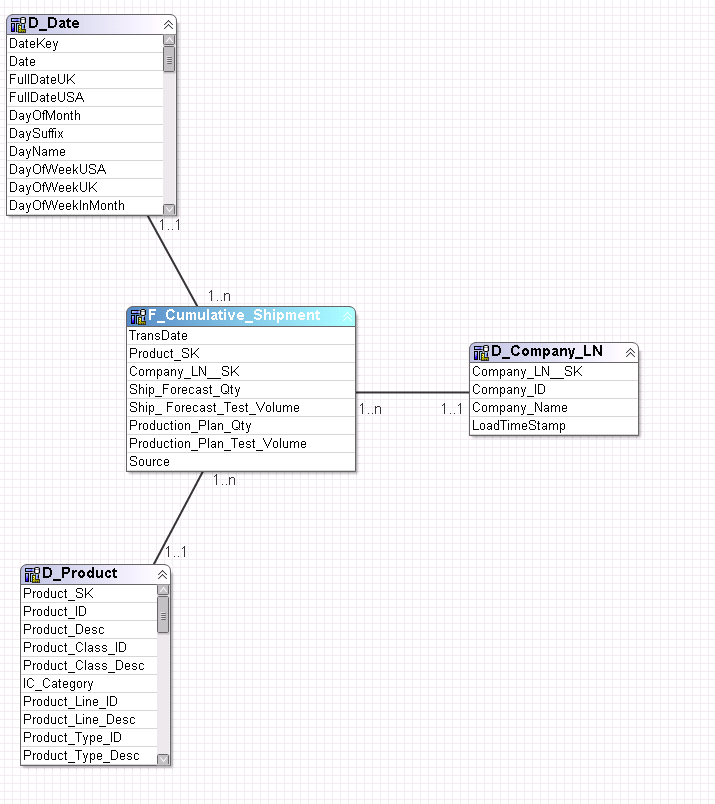 D_Date
DateKey
Date
FullDateUK
FullDateUSA
DayOfMonth
DaySuffix
DayName
DayOfWeekUSA
DayOfWeekUK
DayOfWeekInMonth
1..1
1..n
F_Cumulative_Shipment
TransDate
Product_SK
Company_LN__SK
Ship_Forecast_Qty
Ship_ Forecast_Test_Volume
Production_Plan_Qty
Production_Plan_Test_Volume
Source
1..n
1..1
D_Company_LN
Company_LN__SK
Company_ID
Company_Name
LoadTimeStamp
1..n
1..1
D_Product
Product_SK
Product_ID
Product_Desc
Product_Class_ID
Product_Class_Desc
IC_Category
Product_Line_ID
Product_Line_Desc
Product_Type_ID
Product_Type_Desc